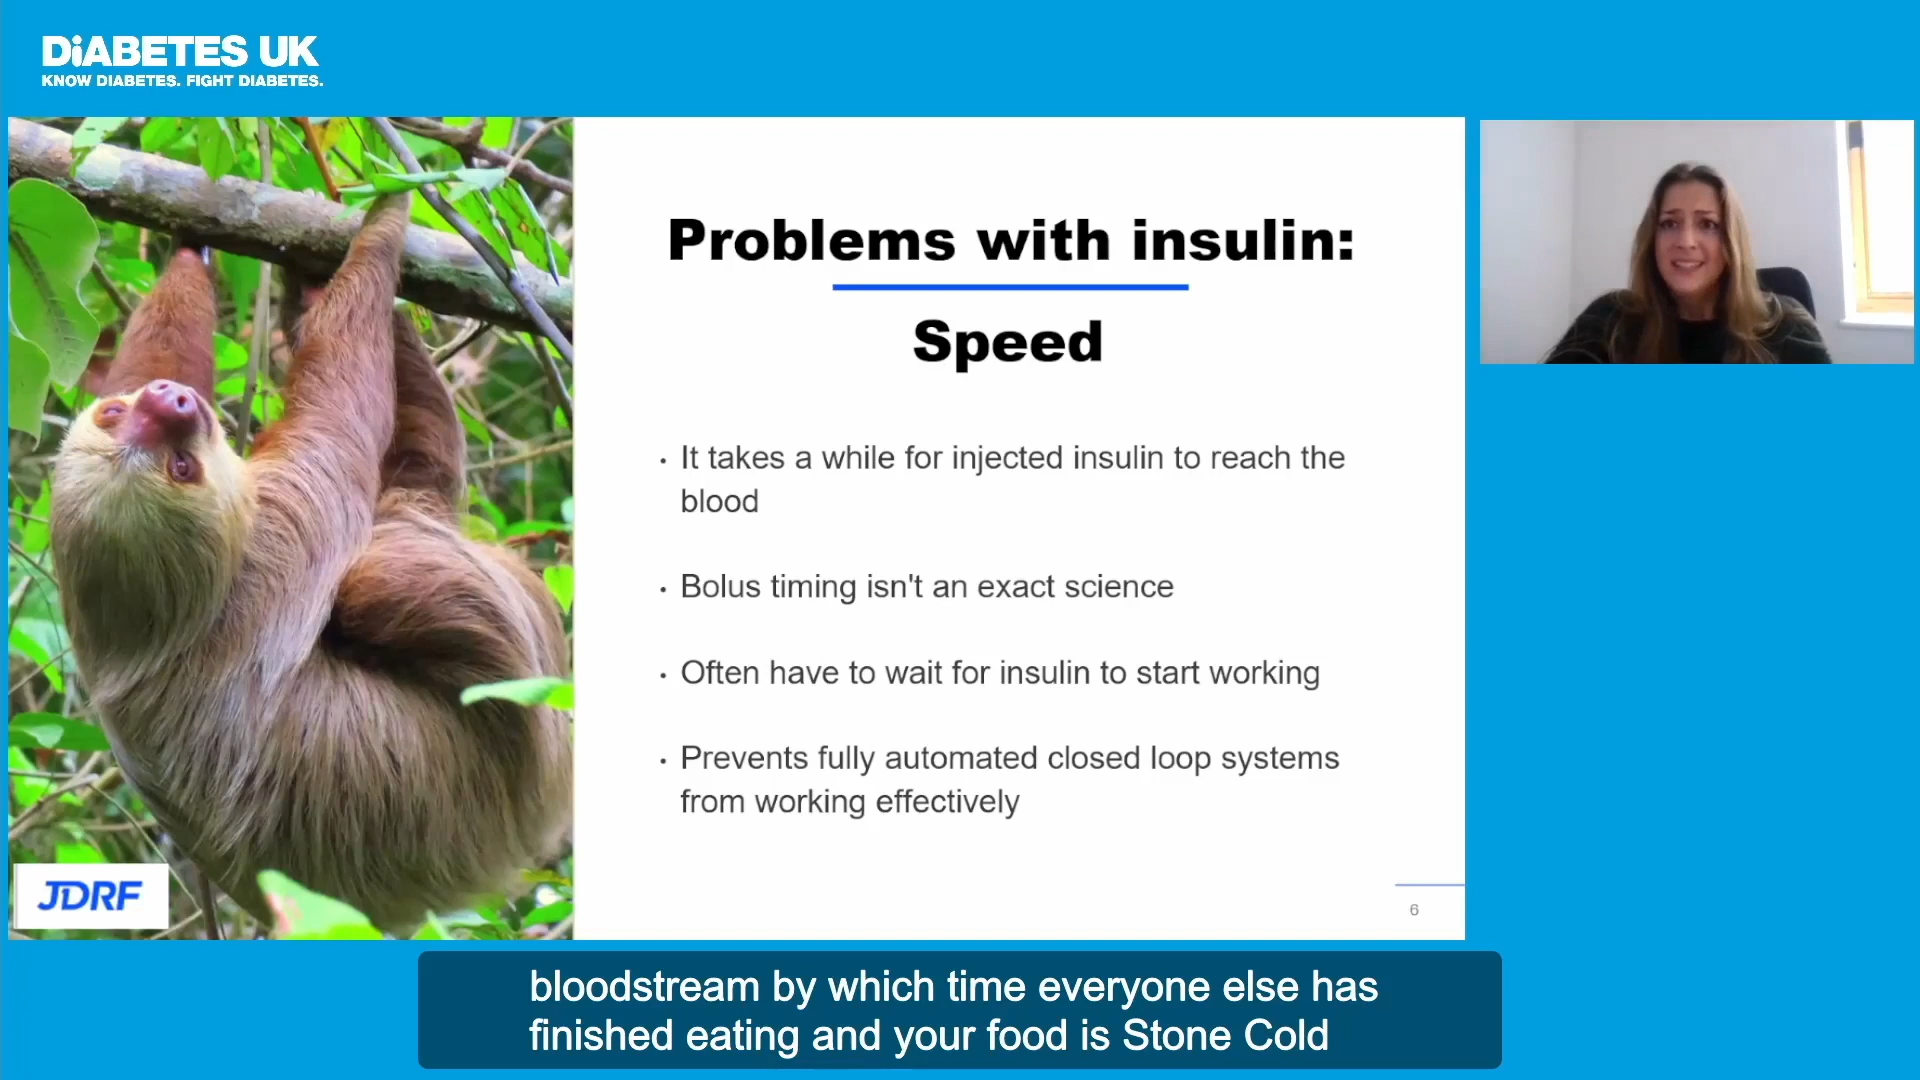 DiABETES UK
KNOW DIABETES. FIGHT DIABETES.
Problems with insulin:
Speed
• It takes a while for injected insulin to reach the
blood
• Bolus timing isn't an exact science
• Often have to wait for insulin to start working
• Prevents fully automated closed loop systems
from working effectively
JDRF
6
bloodstream by which time everyone else has
finished eating and your food is Stone Cold